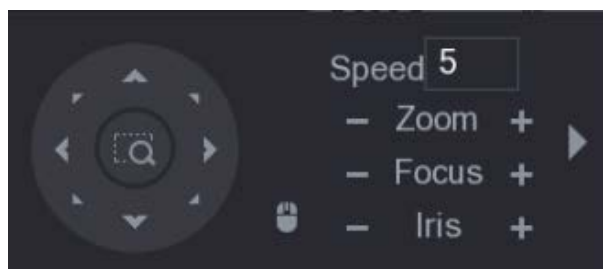 Speed 5
− Zoom +
− Focus +
− Iris +